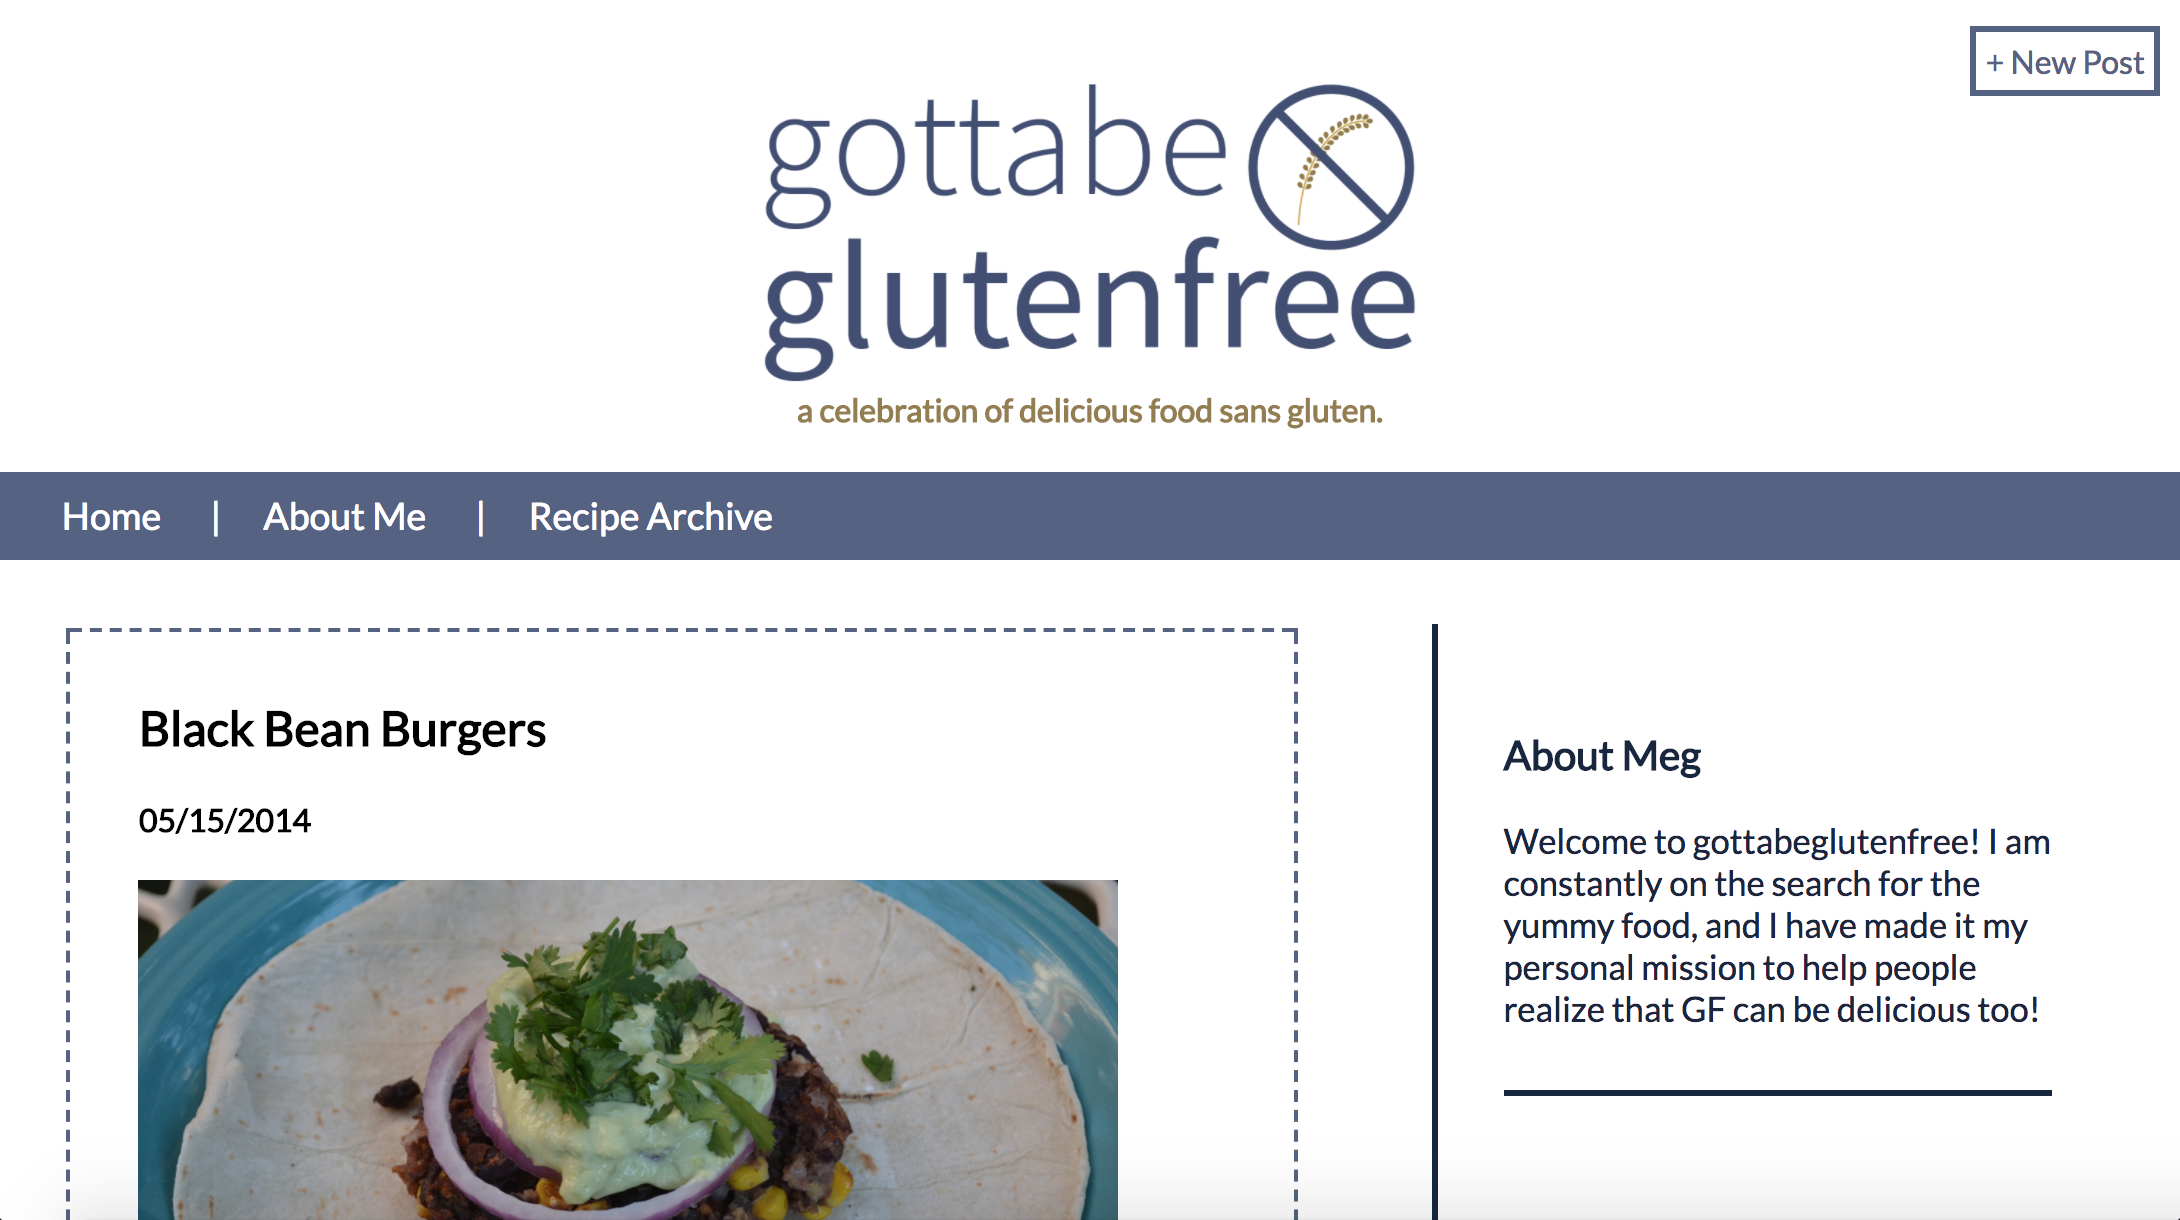 + New Post
gottabe
glutenfree
a celebration of delicious food sans gluten.
Home | About Me | Recipe Archive
Black Bean Burgers
05/15/2014
About Meg
Welcome to gottabeglutenfree! I am
constantly on the search for the
yummy food, and I have made it my
personal mission to help people
realize that GF can be delicious too!